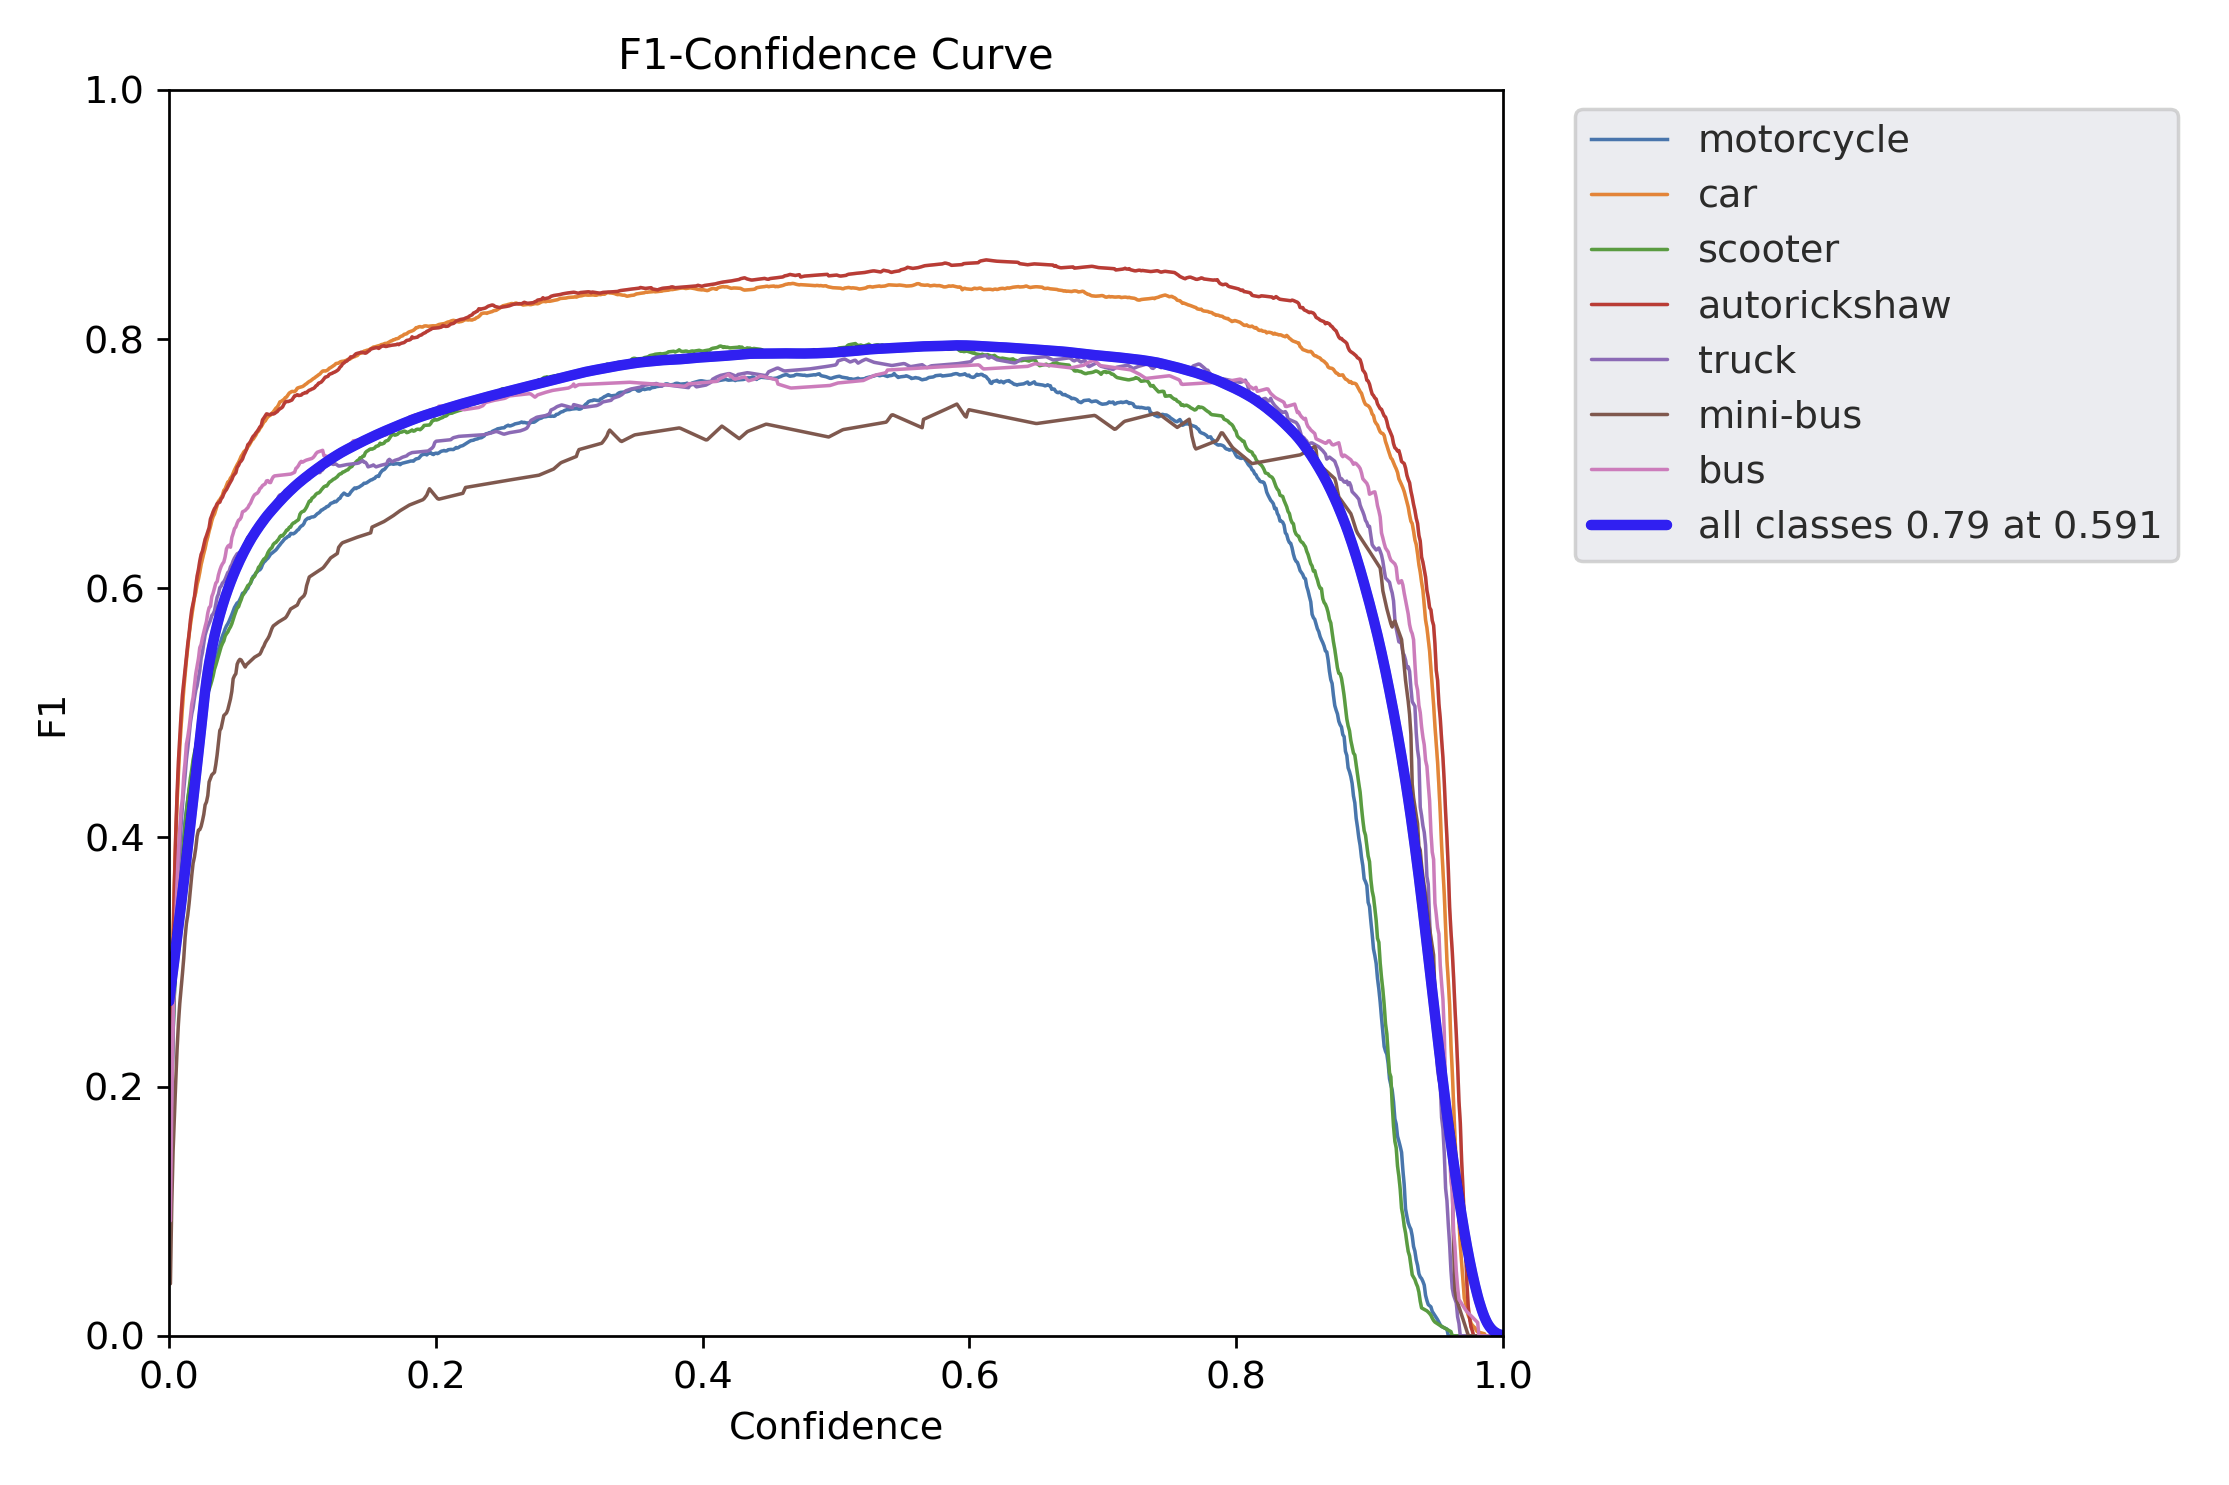 F1-Confidence Curve
1.0
0.8
0.6
0.4
0.2
0.0
F1
0.0 0.2 0.4 0.6 0.8 1.0
Confidence
motorcycle
car
scooter
autorickshaw
truck
mini-bus
bus
all classes 0.79 at 0.591